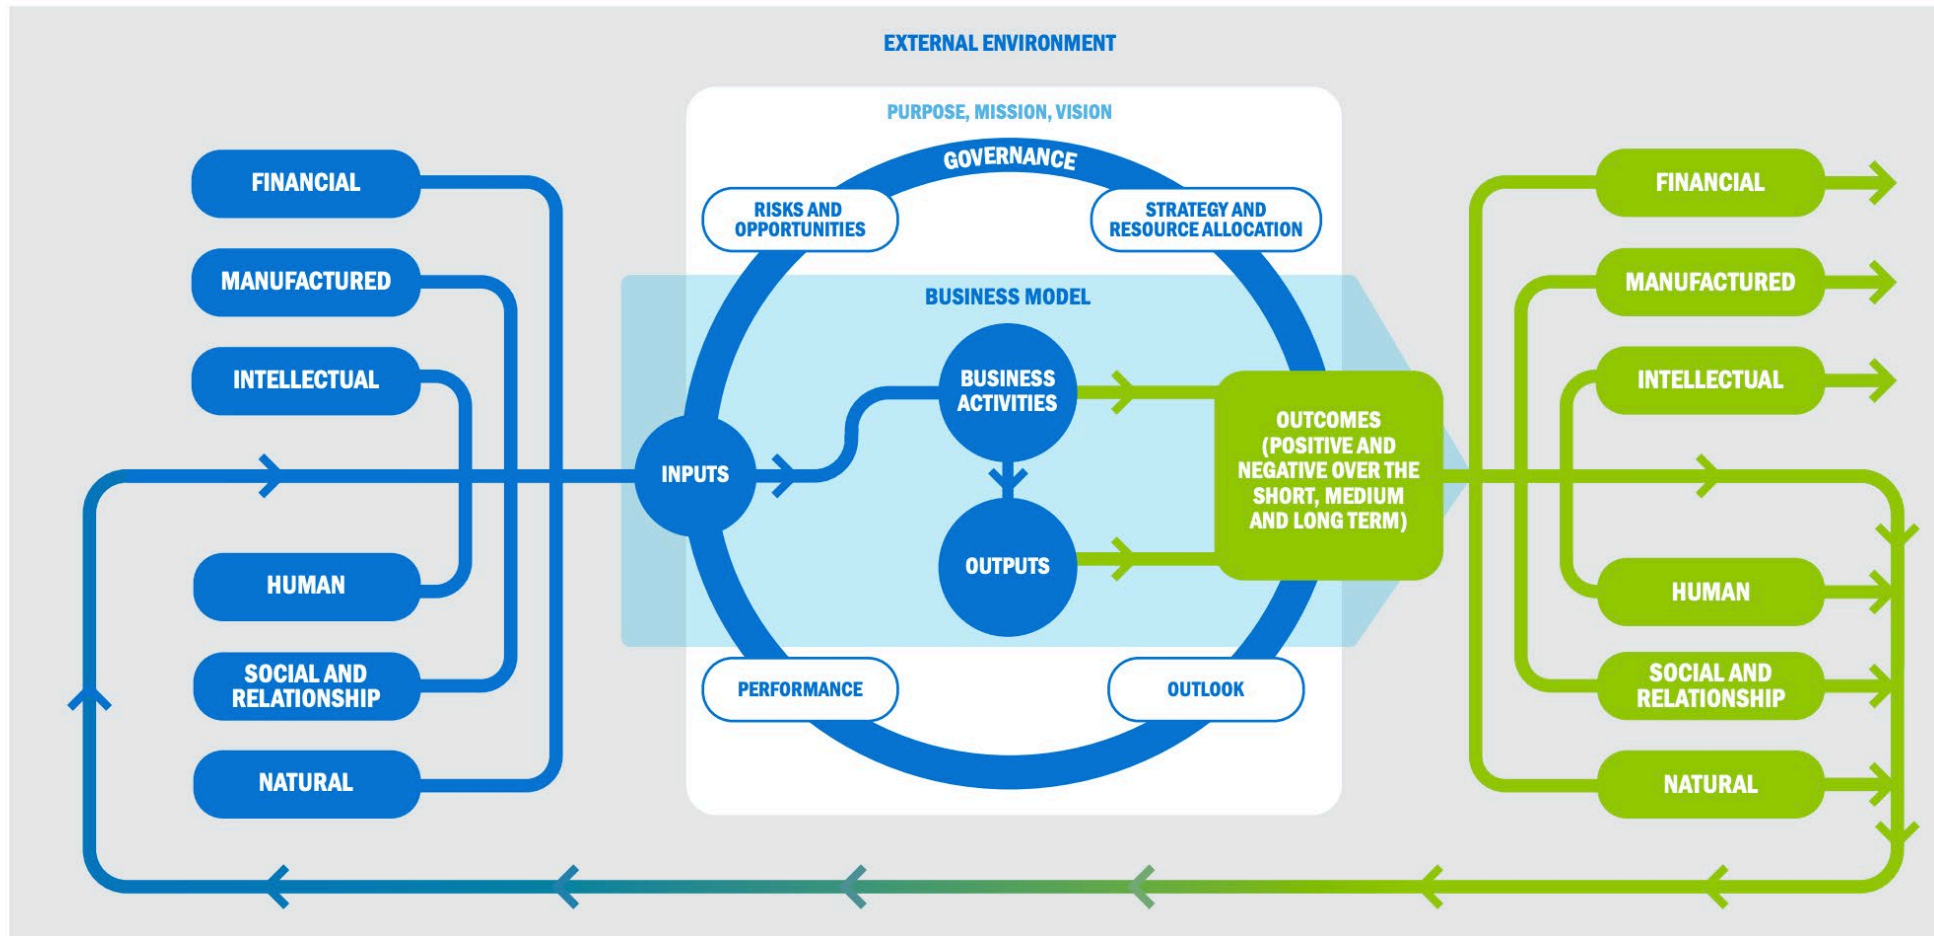 EXTERNAL ENVIRONMENT
PURPOSE, MISSION, VISION
GOVERNANCE
FINANCIAL
MANUFACTURED
INTELLECTUAL
HUMAN
SOCIAL AND
RELATIONSHIP
NATURAL
RISKS AND
OPPORTUNITIES
STRATEGY AND
RESOURCE ALLOCATION
BUSINESS MODEL
INPUTS
BUSINESS
ACTIVITIES
OUTPUTS
OUTCOMES
(POSITIVE AND
NEGATIVE OVER THE
SHORT, MEDIUM
AND LONG TERM)
PERFORMANCE
OUTLOOK
FINANCIAL
MANUFACTURED
INTELLECTUAL
HUMAN
SOCIAL AND
RELATIONSHIP
NATURAL